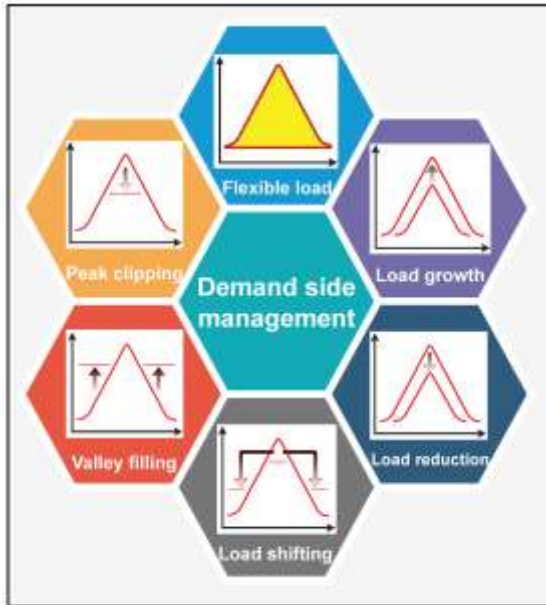 Flexible load
Peak clipping
Load growth
Demand side
management
Valley filling
Load reduction
Load shifting